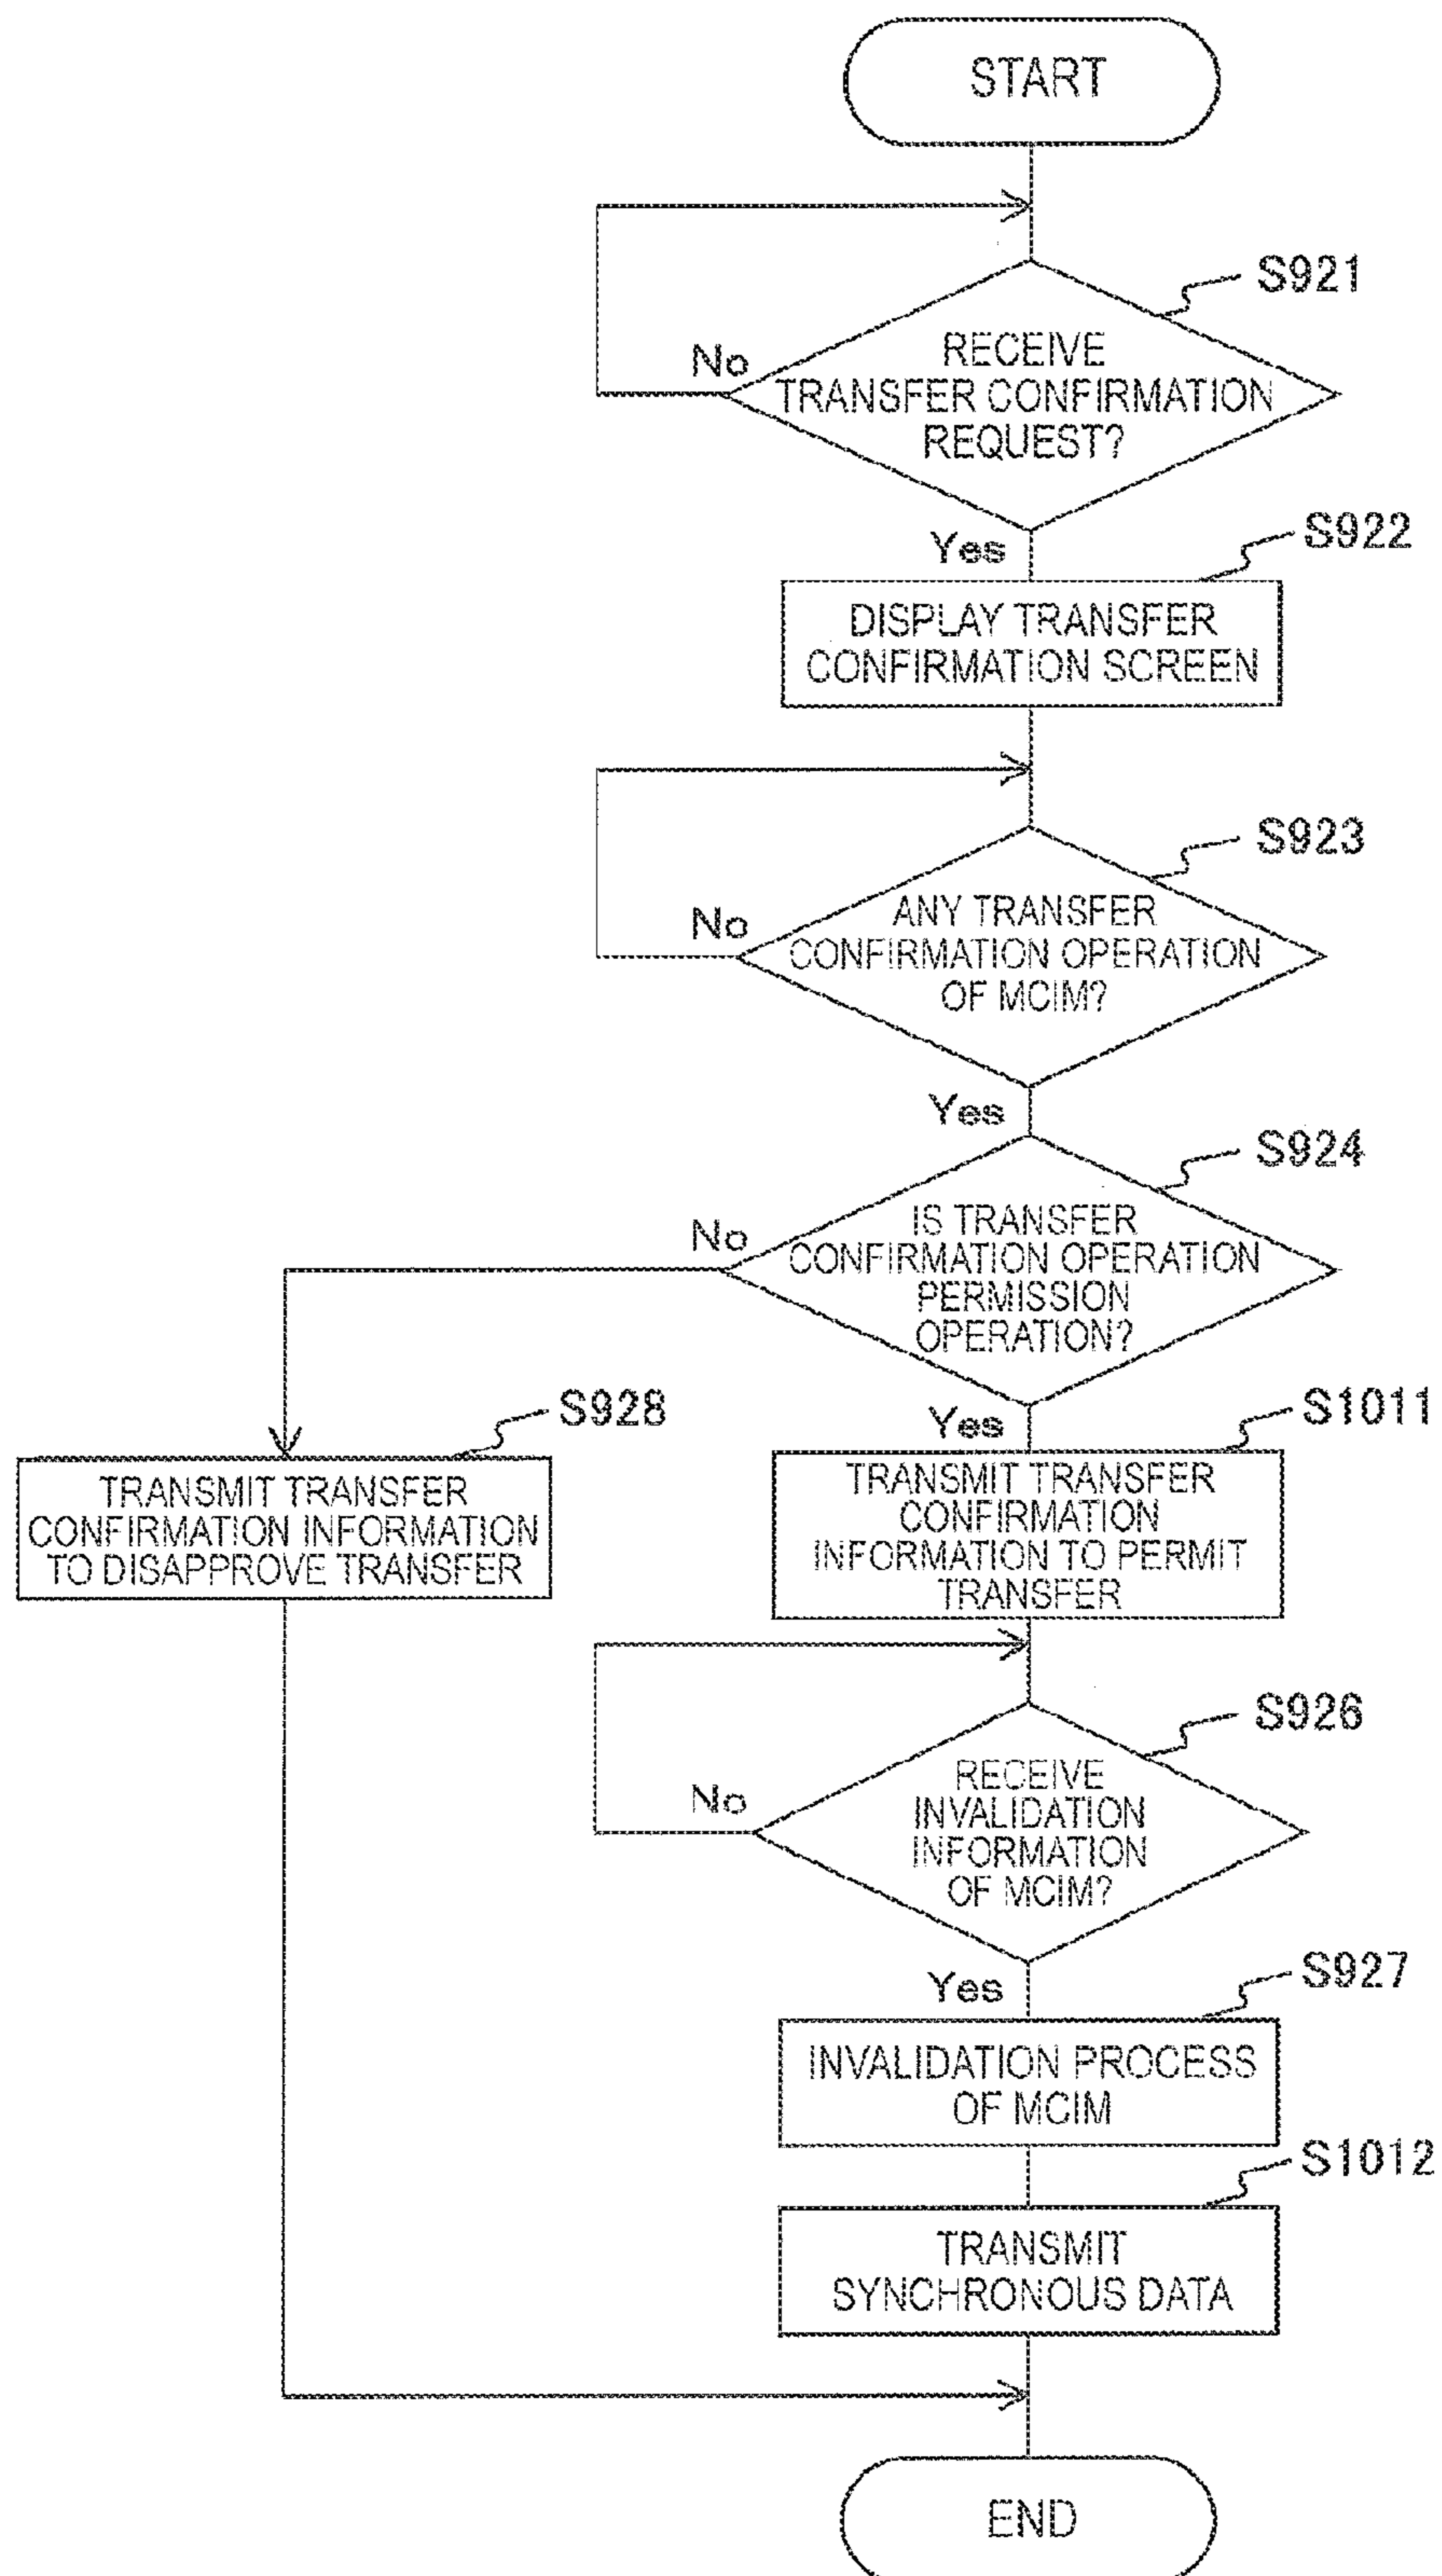 START
S921
No
RECEIVE
TRANSFER CONFIRMATION
REQUEST?
Yes
S922
DISPLAY TRANSFER
CONFIRMATION SCREEN
S923
No
ANY TRANSFER
CONFIRMATION OPERATION
OF MCIM?
Yes
S924
No
IS TRANSFER
CONFIRMATION OPERATION
PERMISSION
OPERATION?
S928
TRANSMIT TRANSFER
CONFIRMATION INFORMATION
TO DISAPPROVE TRANSFER
Yes
S1011
TRANSMIT TRANSFER
CONFIRMATION
INFORMATION TO PERMIT
TRANSFER
S926
No
RECEIVE
INVALIDATION
INFORMATION
OF MCIM?
Yes
S927
INVALIDATION PROCESS
OF MCIM
S1012
TRANSMIT
SYNCHRONOUS DATA
END